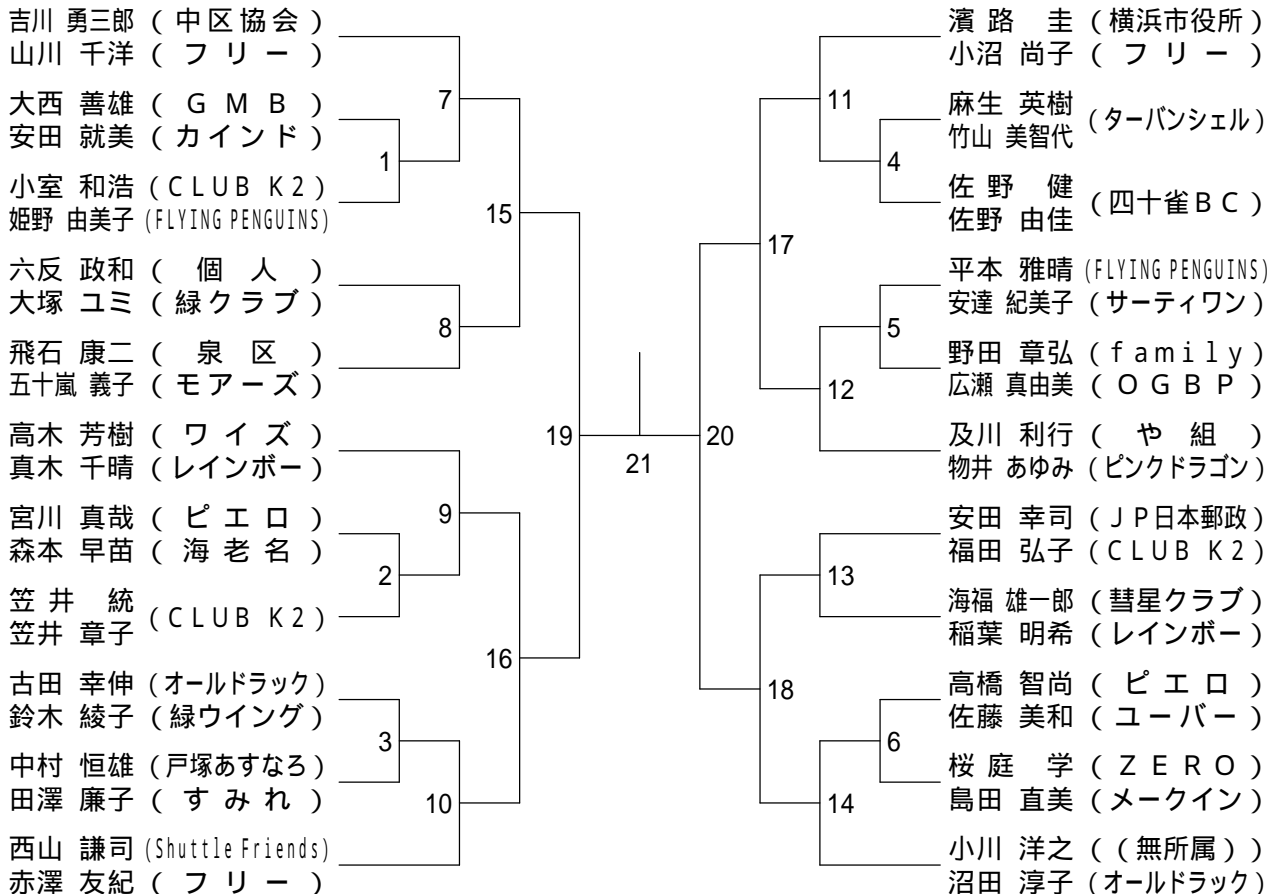 吉川 勇三郎 ( 中区協会 )
山川 千洋 ( フリー )
大西 善雄 ( GMB )
安田 就美 ( カインド )
小室 和浩 ( CLUB K2 )
姫野 由美子 (FLYING PENGUINS)
六反 政和 ( 個人 )
大塚 ユミ ( 緑クラブ )
飛石 康二 ( 泉区 )
五十嵐 義子 ( モアーズ )
高木 芳樹 ( ワイズ )
真木 千晴 ( レインボー )
宮川 真哉 ( ピエロ )
森本 早苗 ( 海老名 )
笠井 統
笠井 章子 ( CLUB K2 )
古田 幸伸 ( オールドラック )
鈴木 綾子 ( 緑ウイング )
中村 恒雄 ( 戸塚あすなろ )
田澤 廉子 ( すみれ )
西山 謙司 (Shuttle Friends)
赤澤 友紀 ( フリー )
7
1
15
8
19
9
2
16
3
10
21
20
11
4
17
5
12
13
18
6
14
濱路 圭 ( 横浜市役所 )
小沼 尚子 ( フリー )
麻生 英樹
竹山 美智代 ( ターバンシェル )
佐野 健
佐野 由佳 ( 四十雀BC )
平本 雅晴 (FLYING PENGUINS)
安達 紀美子 ( サーティワン )
野田 章弘 ( family )
広瀬 真由美 ( OGBP )
及川 利行 ( や組 )
物井 あゆみ ( ピンクドラゴン )
安田 幸司 ( JP日本郵政 )
福田 弘子 ( CLUB K2 )
海福 雄一郎 ( 彗星クラブ )
稲葉 明希 ( レインボー )
高橋 智尚 ( ピエロ )
佐藤 美和 ( ユーバー )
桜庭 学 ( ZERO )
島田 直美 ( メークイン )
小川 洋之 ( (無所属) )
沼田 淳子 ( オールドラック )